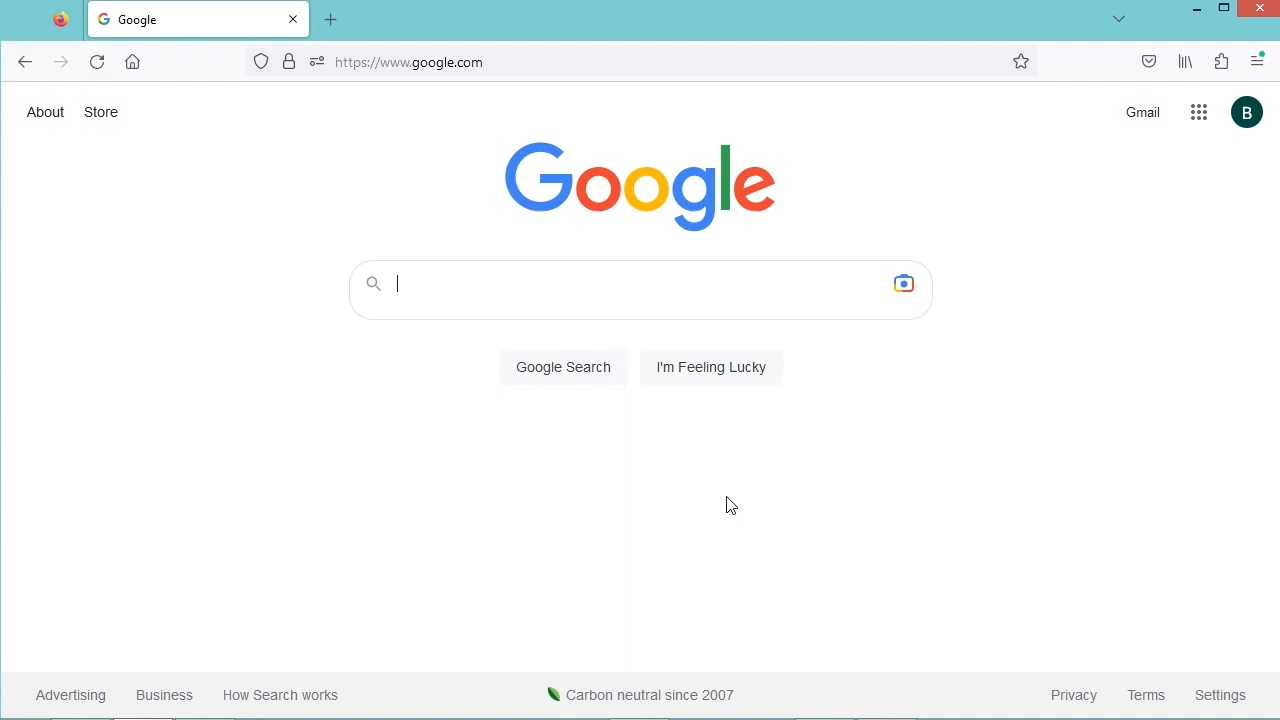 Google
https://www.google.com
About Store
Gmail
B
Google
Google Search
I'm Feeling Lucky
Advertising Business How Search works
Carbon neutral since 2007
Privacy Terms Settings